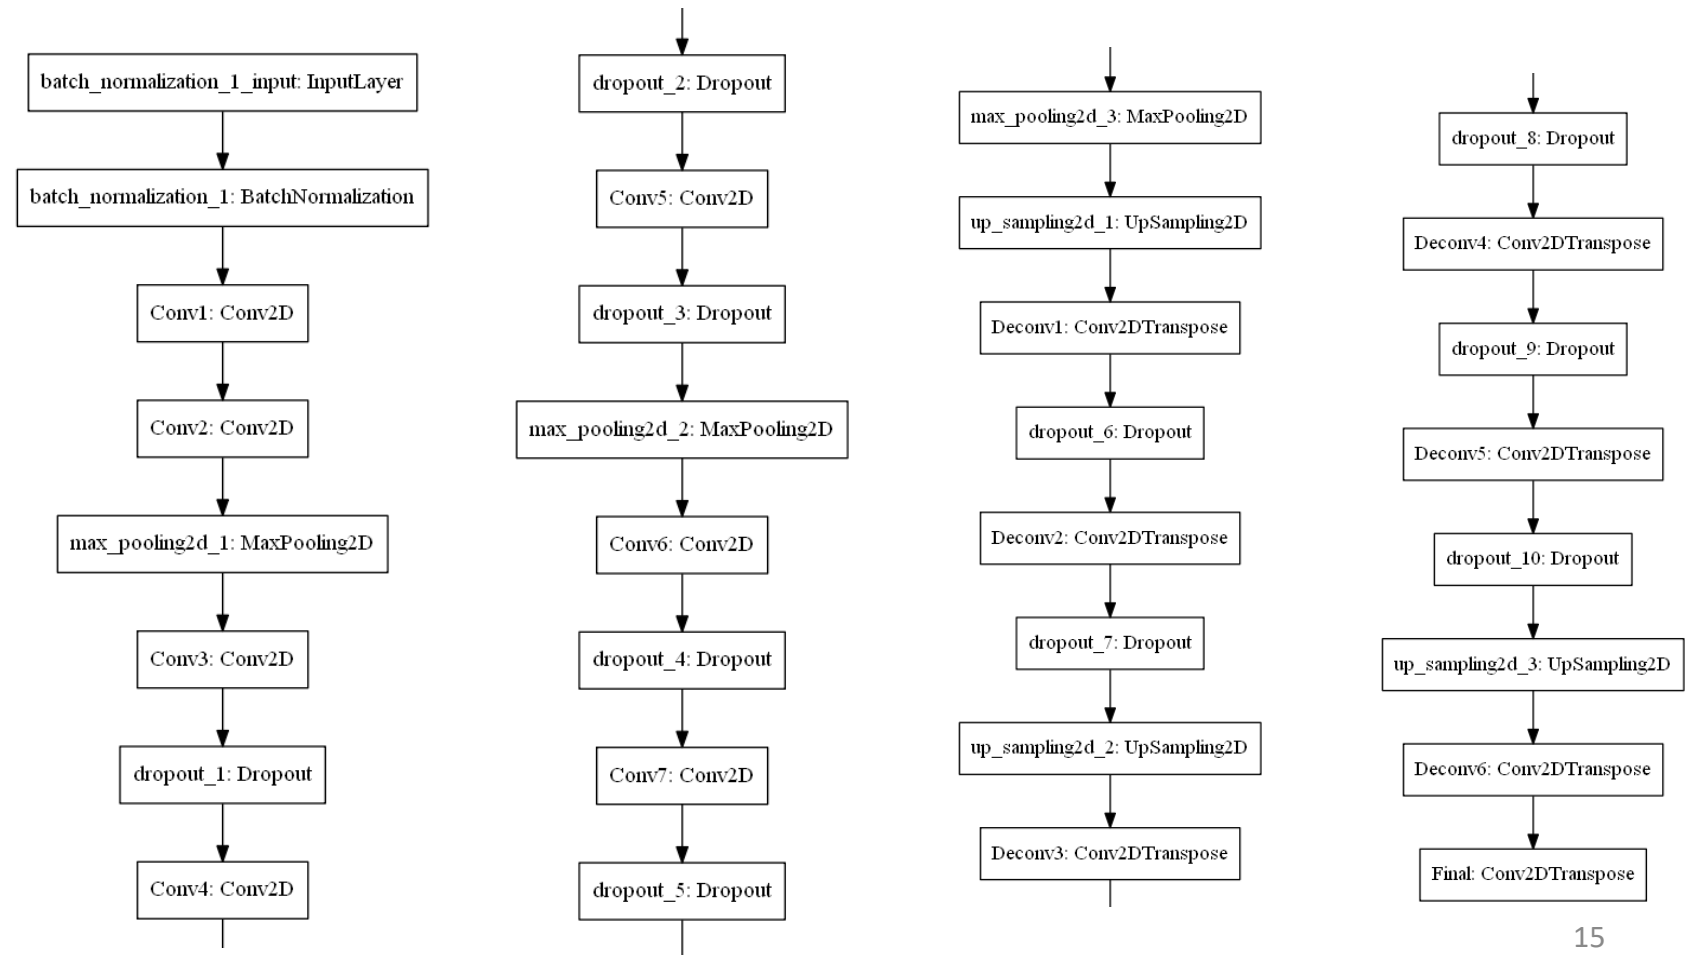 batch_normalization_1_input: InputLayer
batch_normalization_1: BatchNormalization
Conv1: Conv2D
Conv2: Conv2D
max_pooling2d_1: MaxPooling2D
Conv3: Conv2D
dropout_1: Dropout
Conv4: Conv2D
dropout_2: Dropout
Conv5: Conv2D
dropout_3: Dropout
max_pooling2d_2: MaxPooling2D
Conv6: Conv2D
dropout_4: Dropout
Conv7: Conv2D
dropout_5: Dropout
max_pooling2d_3: MaxPooling2D
up_sampling2d_1: UpSampling2D
Deconv1: Conv2DTranspose
dropout_6: Dropout
Deconv2: Conv2DTranspose
dropout_7: Dropout
up_sampling2d_2: UpSampling2D
Deconv3: Conv2DTranspose
dropout_8: Dropout
Deconv4: Conv2DTranspose
dropout_9: Dropout
Deconv5: Conv2DTranspose
dropout_10: Dropout
up_sampling2d_3: UpSampling2D
Deconv6: Conv2DTranspose
Final: Conv2DTranspose
15